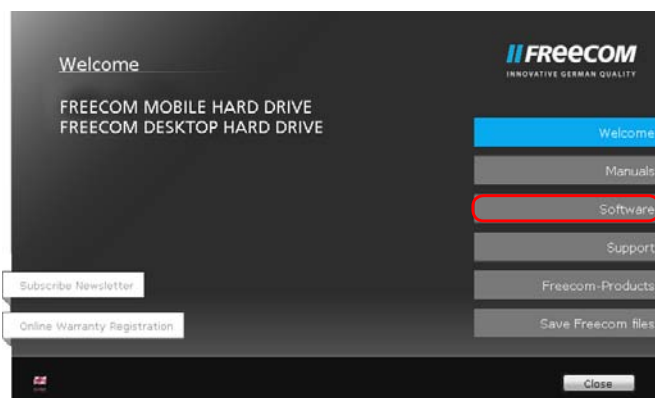 Welcome
FREECOM
INNOVATIVE GERMAN QUALITY
FREECOM MOBILE HARD DRIVE
FREECOM DESKTOP HARD DRIVE
Welcome
Manuals
Software
Support
Freecom-Products
Save Freecom files
Subscribe Newsletter
Online Warranty Registration
Close